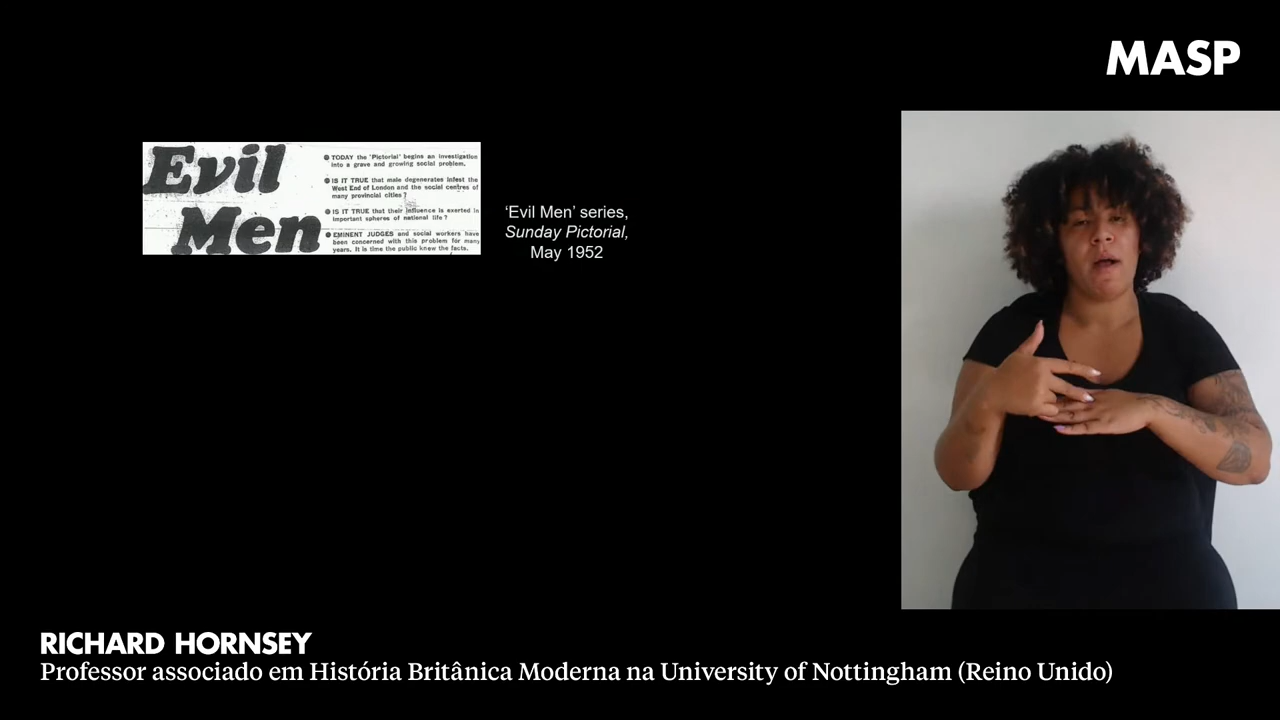 MASP
Evil
Men
TODAY the 'Pictorial' begins an investigation
into a grave and growing social problem.
IS IT TRUE that male degenerates infest the
West End of London and the social centres of
many provincial cities?
IS IT TRUE that their influence is exerted in
important spheres of national life?
EMINENT JUDGES and social workers have
been concerned with this problem for many
years. It is time the public knew the facts.
‘Evil Men’ series,
Sunday Pictorial,
May 1952
RICHARD HORNSEY
Professor associado em História Britânica Moderna na University of Nottingham (Reino Unido)